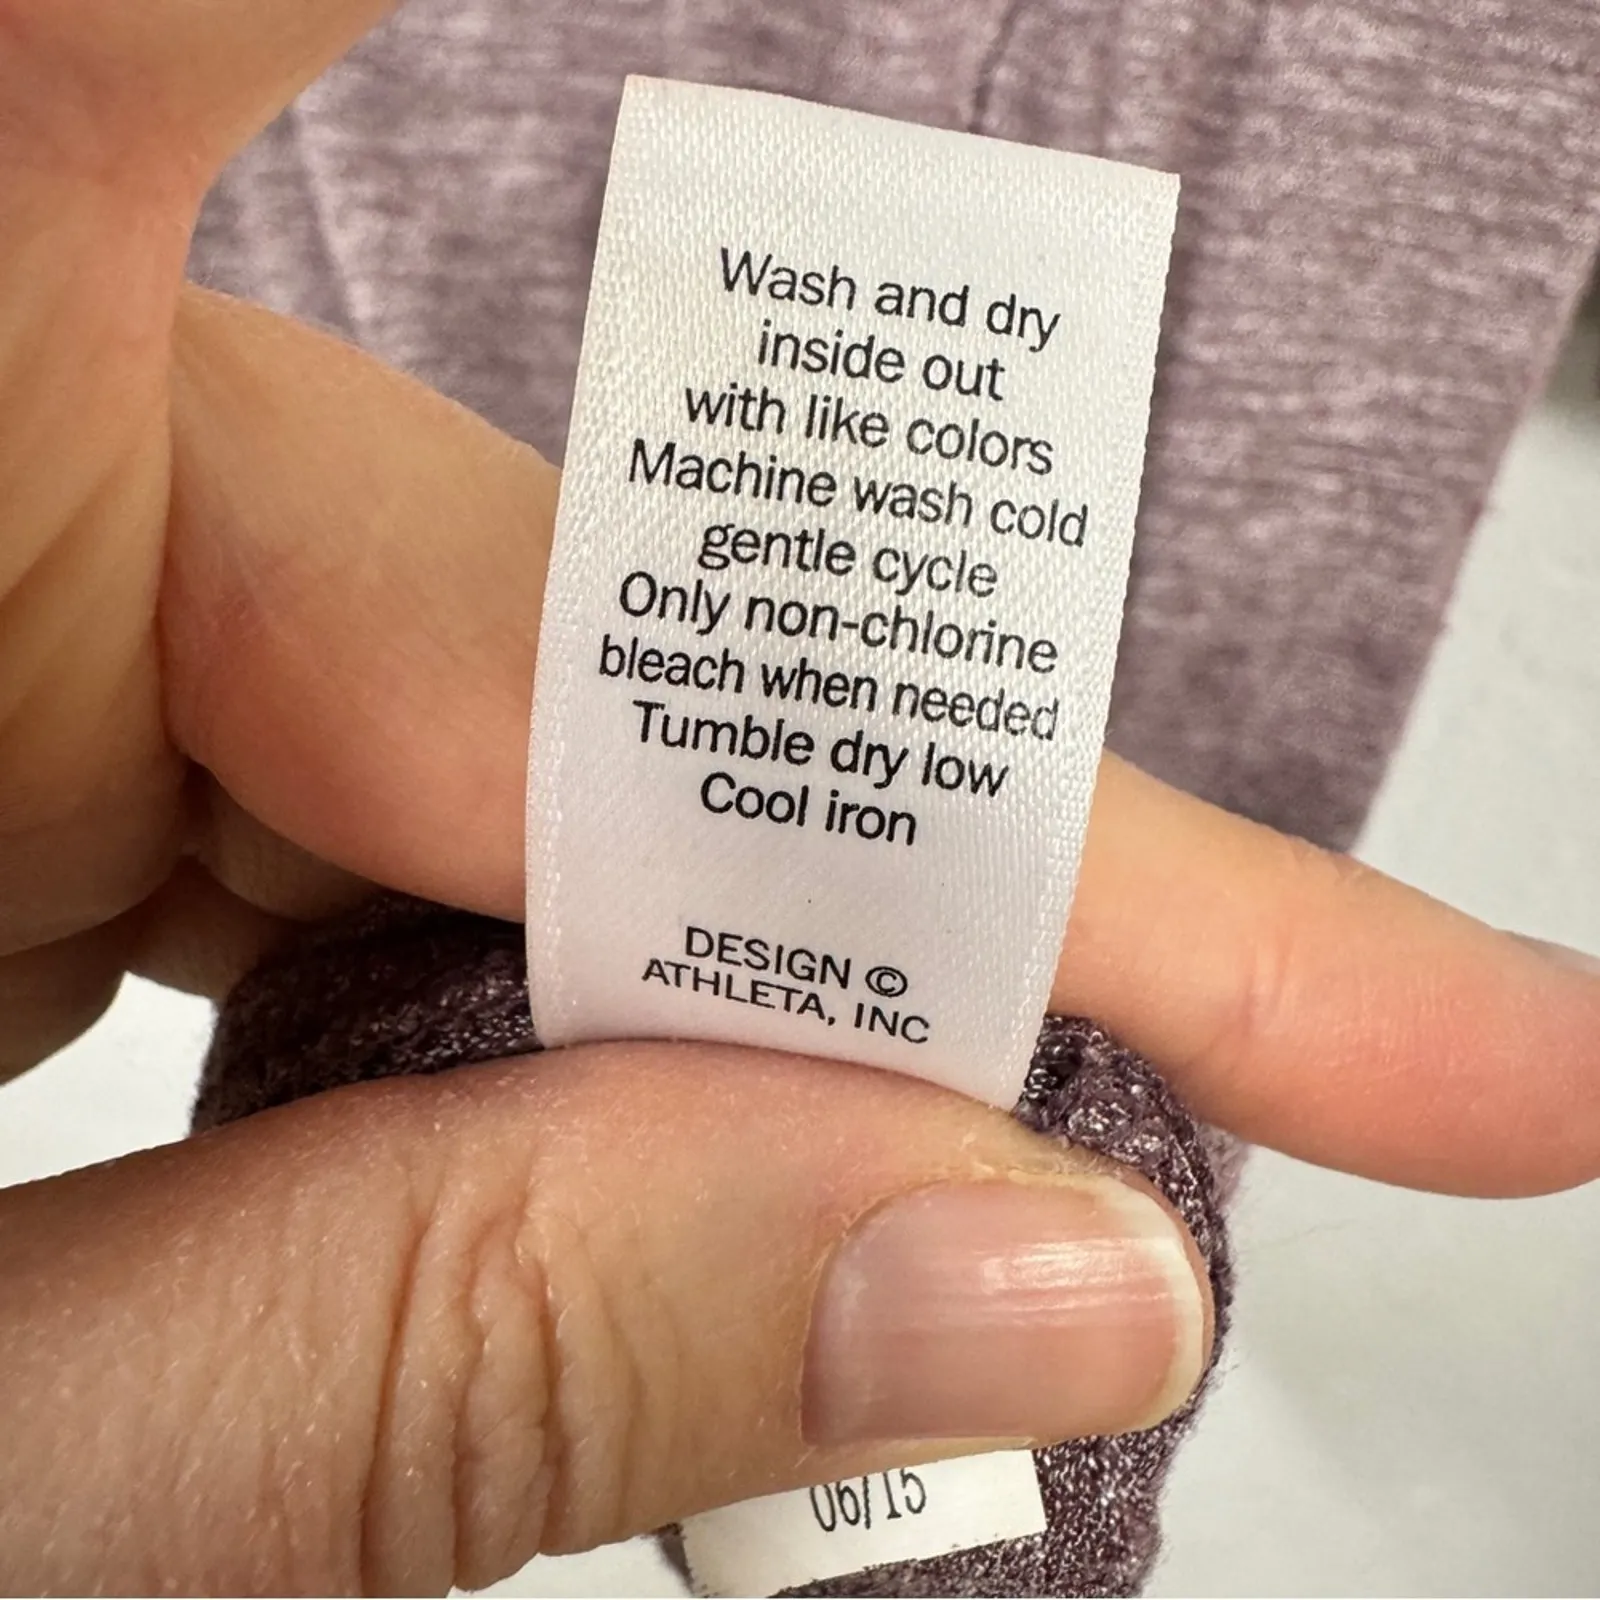 Wash and dry
inside out
with like colors
Machine wash cold
gentle cycle
Only non-chlorine
bleach when needed
Tumble dry low
Cool iron
DESIGN ©
ATHLETA, INC
06/15